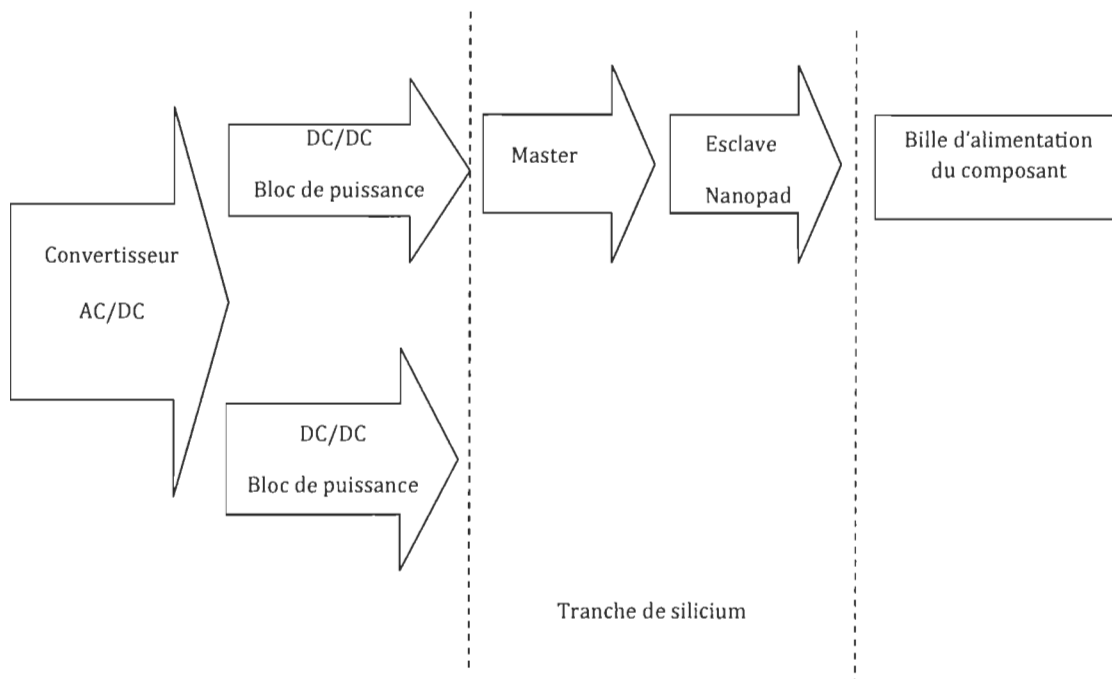 Convertisseur
AC/DC
DC/DC
Bloc de puissance
DC/DC
Bloc de puissance
Master
Esclave
Nanopad
Bille d'alimentation
du composant
Tranche de silicium